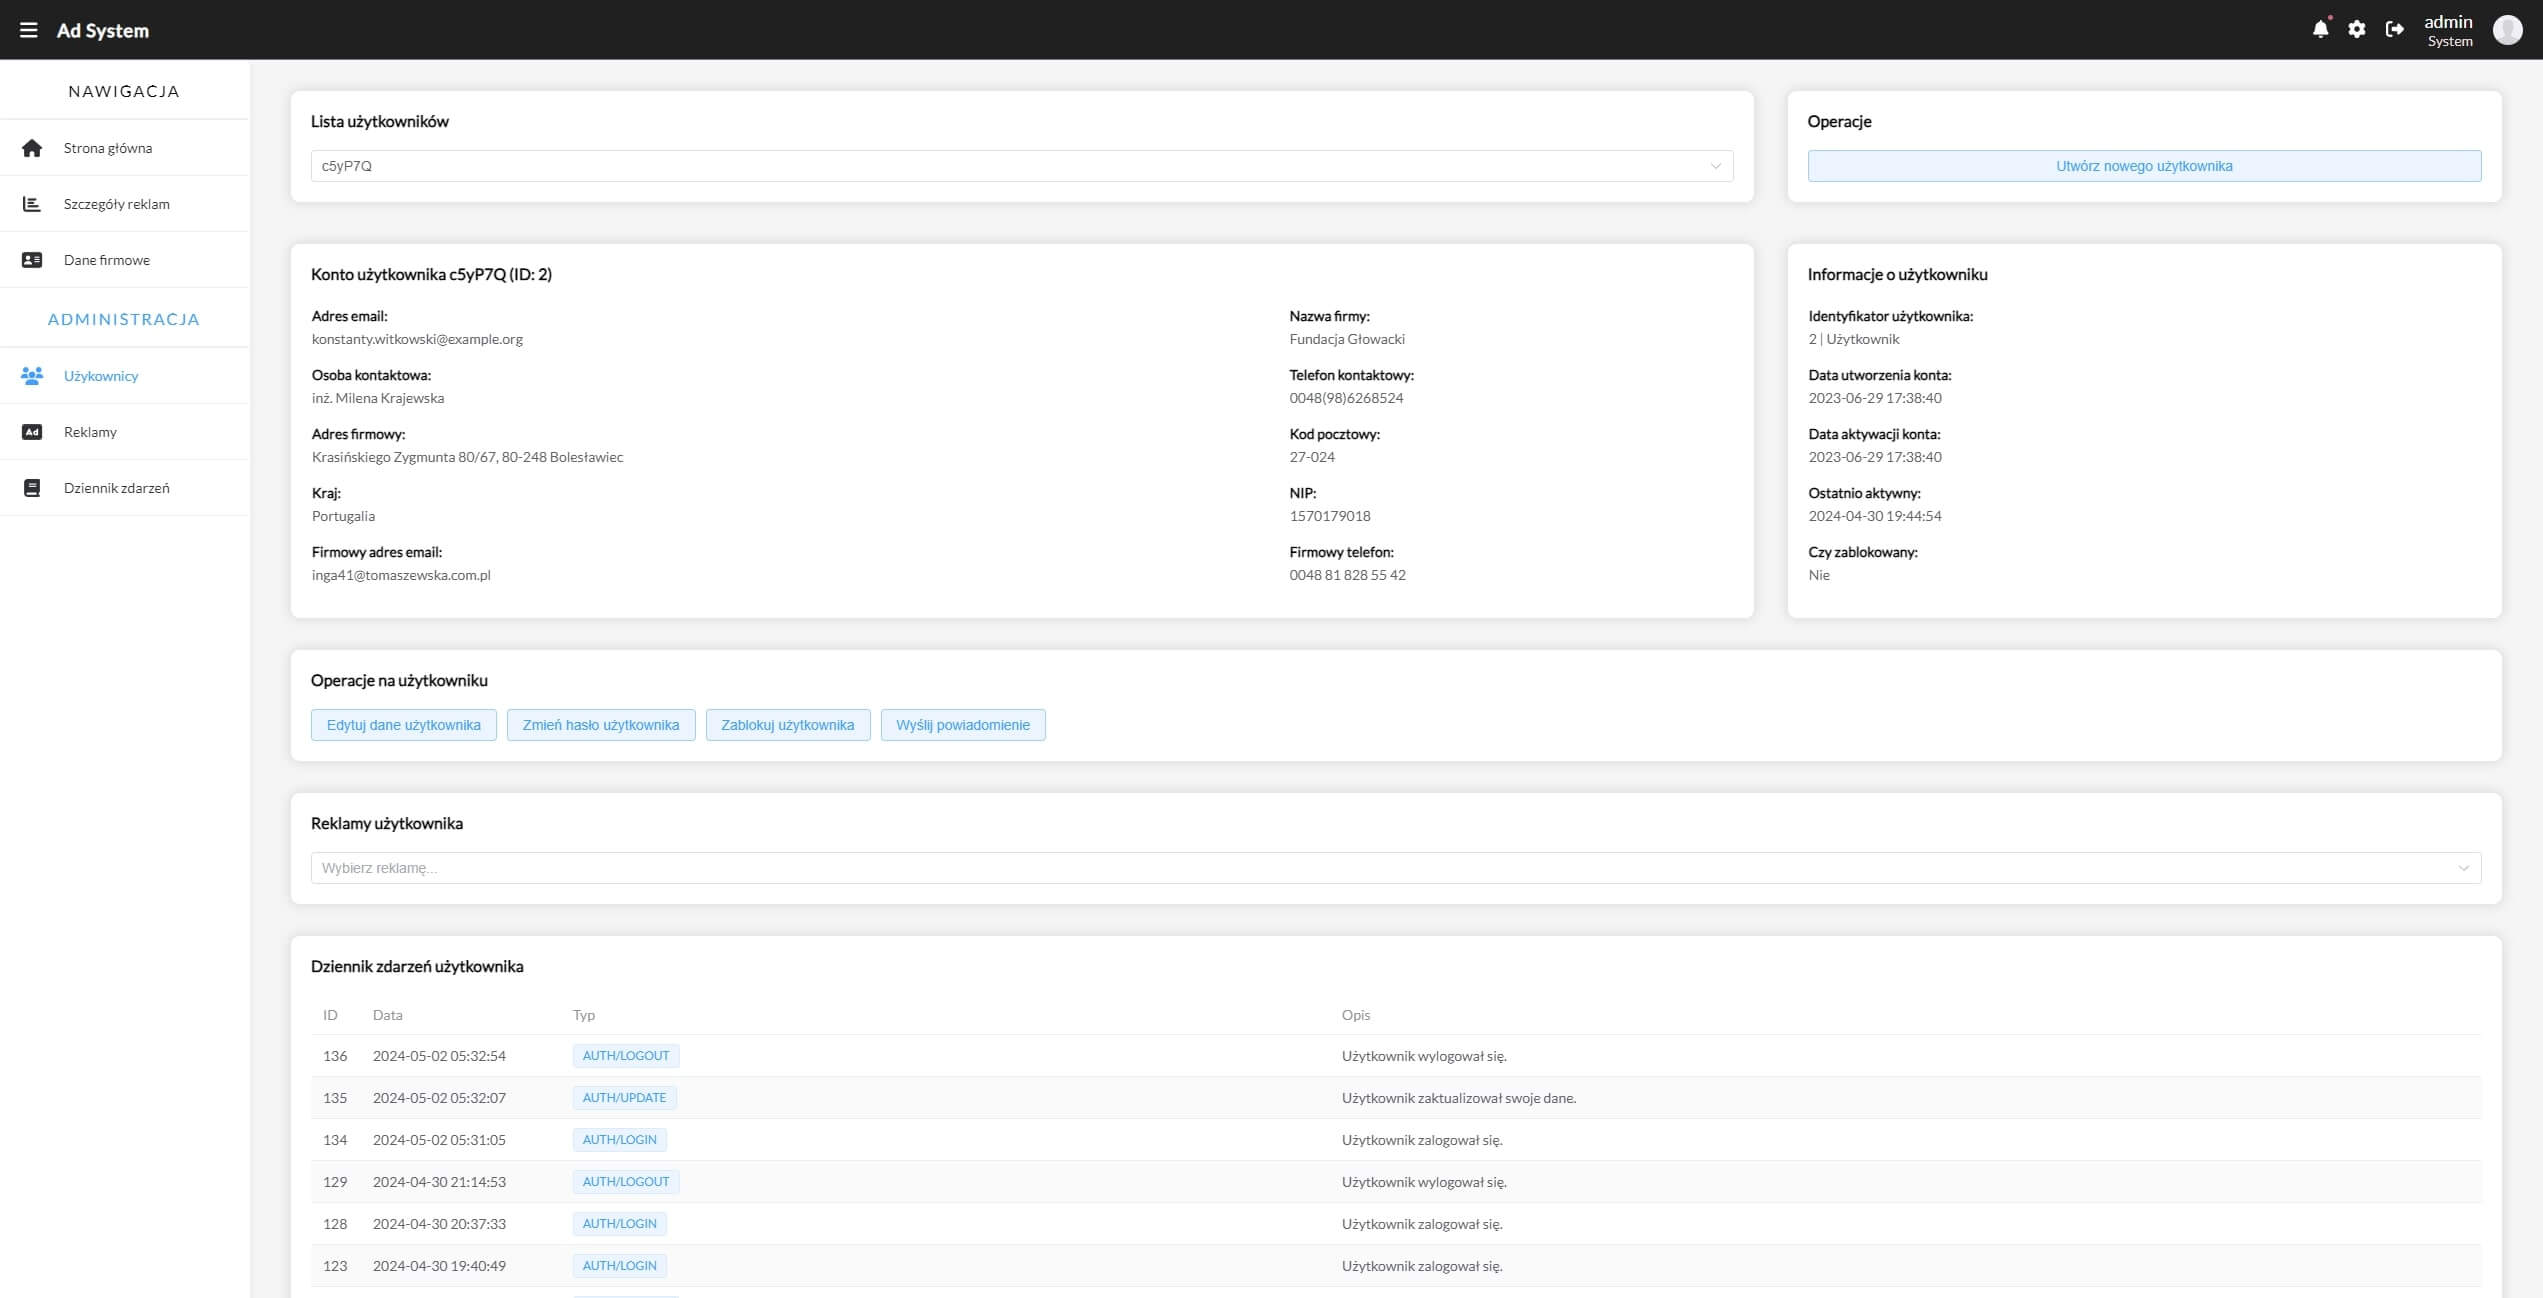 Ad System
admin
System
NAWIGACJA
Strona główna
Szczegóły reklam
Dane firmowe
ADMINISTRACJA
Użykownicy
Ad
Reklamy
Dziennik zdarzeń
Lista użytkowników
c5yP7Q
Operacje
Utwórz nowego użytkownika
Konto użytkownika c5yP7Q (ID: 2)
Adres email:
konstanty.witkowski@example.org
Nazwa firmy:
Fundacja Głowacki
Osoba kontaktowa:
inż. Milena Krajewska
Telefon kontaktowy:
0048(98)6268524
Adres firmowy:
Krasińskiego Zygmunta 80/67, 80-248 Bolesławiec
Kod pocztowy:
27-024
Kraj:
Portugalia
NIP:
1570179018
Firmowy adres email:
inga41@tomaszewska.com.pl
Firmowy telefon:
0048 81 828 55 42
Informacje o użytkowniku
Identyfikator użytkownika:
2 | Użytkownik
Data utworzenia konta:
2023-06-29 17:38:40
Data aktywacji konta:
2023-06-29 17:38:40
Ostatnio aktywny:
2024-04-30 19:44:54
Czy zablokowany:
Nie
Operacje na użytkowniku
Edytuj dane użytkownika
Zmień hasło użytkownika
Zablokuj użytkownika
Wyślij powiadomienie
Reklamy użytkownika
Wybierz reklamę...
Dziennik zdarzeń użytkownika
ID Data Typ Opis
136 2024-05-02 05:32:54 AUTH/LOGOUT Użytkownik wylogował się.
135 2024-05-02 05:32:07 AUTH/UPDATE Użytkownik zaktualizował swoje dane.
134 2024-05-02 05:31:05 AUTH/LOGIN Użytkownik zalogował się.
129 2024-04-30 21:14:53 AUTH/LOGOUT Użytkownik wylogował się.
128 2024-04-30 20:37:33 AUTH/LOGIN Użytkownik zalogował się.
123 2024-04-30 19:40:49 AUTH/LOGIN Użytkownik zalogował się.